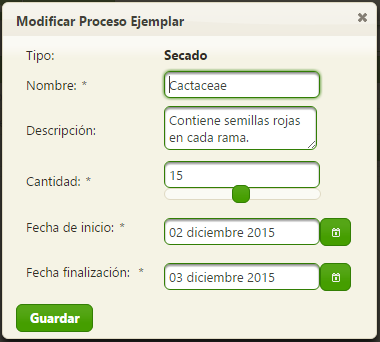 Modificar Proceso Ejemplar
Tipo: Secado
Nombre: * Cactaceae
Descripción: Contiene semillas rojas
en cada rama.
Cantidad: * 15
Fecha de inicio: * 02 diciembre 2015
Fecha finalización: * 03 diciembre 2015
Guardar